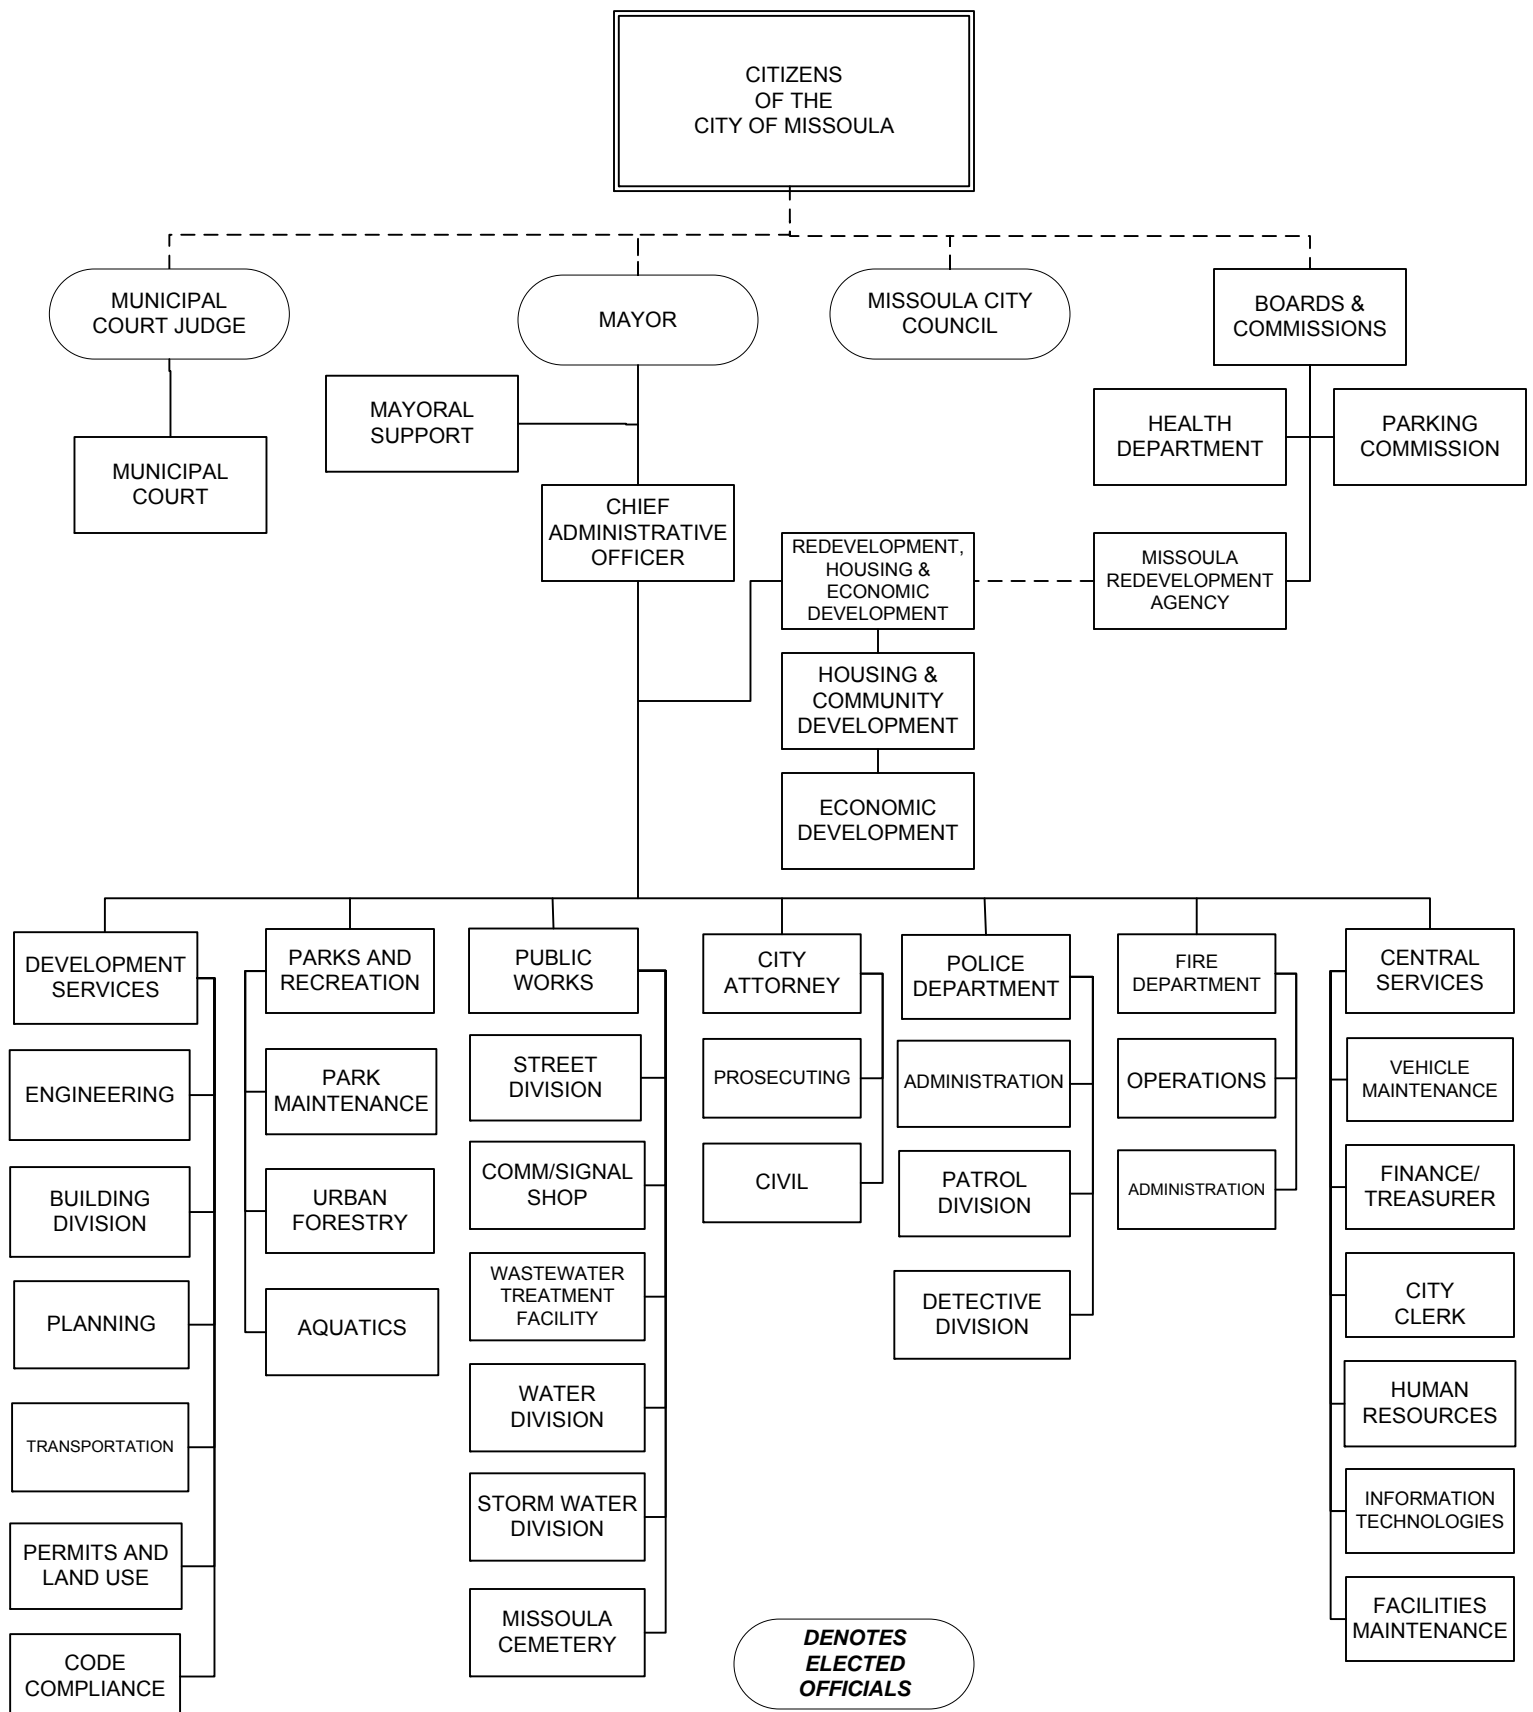 CITIZENS
OF THE
CITY OF MISSOULA
MUNICIPAL
COURT JUDGE
MAYOR
MISSOULA CITY
COUNCIL
BOARDS &
COMMISSIONS
MAYORAL
SUPPORT
HEALTH
DEPARTMENT
PARKING
COMMISSION
MUNICIPAL
COURT
CHIEF
ADMINISTRATIVE
OFFICER
REDEVELOPMENT,
HOUSING &
ECONOMIC
DEVELOPMENT
MISSOULA
REDEVELOPMENT
AGENCY
HOUSING &
COMMUNITY
DEVELOPMENT
ECONOMIC
DEVELOPMENT
DEVELOPMENT
SERVICES
ENGINEERING
BUILDING
DIVISION
PLANNING
TRANSPORTATION
PERMITS AND
LAND USE
CODE
COMPLIANCE
PARKS AND
RECREATION
PARK
MAINTENANCE
URBAN
FORESTRY
AQUATICS
PUBLIC
WORKS
STREET
DIVISION
COMM/SIGNAL
SHOP
WASTEWATER
TREATMENT
FACILITY
WATER
DIVISION
STORM WATER
DIVISION
MISSOULA
CEMETERY
CITY
ATTORNEY
PROSECUTING
CIVIL
POLICE
DEPARTMENT
ADMINISTRATION
PATROL
DIVISION
DETECTIVE
DIVISION
FIRE
DEPARTMENT
OPERATIONS
ADMINISTRATION
CENTRAL
SERVICES
VEHICLE
MAINTENANCE
FINANCE/
TREASURER
CITY
CLERK
HUMAN
RESOURCES
INFORMATION
TECHNOLOGIES
FACILITIES
MAINTENANCE
DENOTES
ELECTED
OFFICIALS